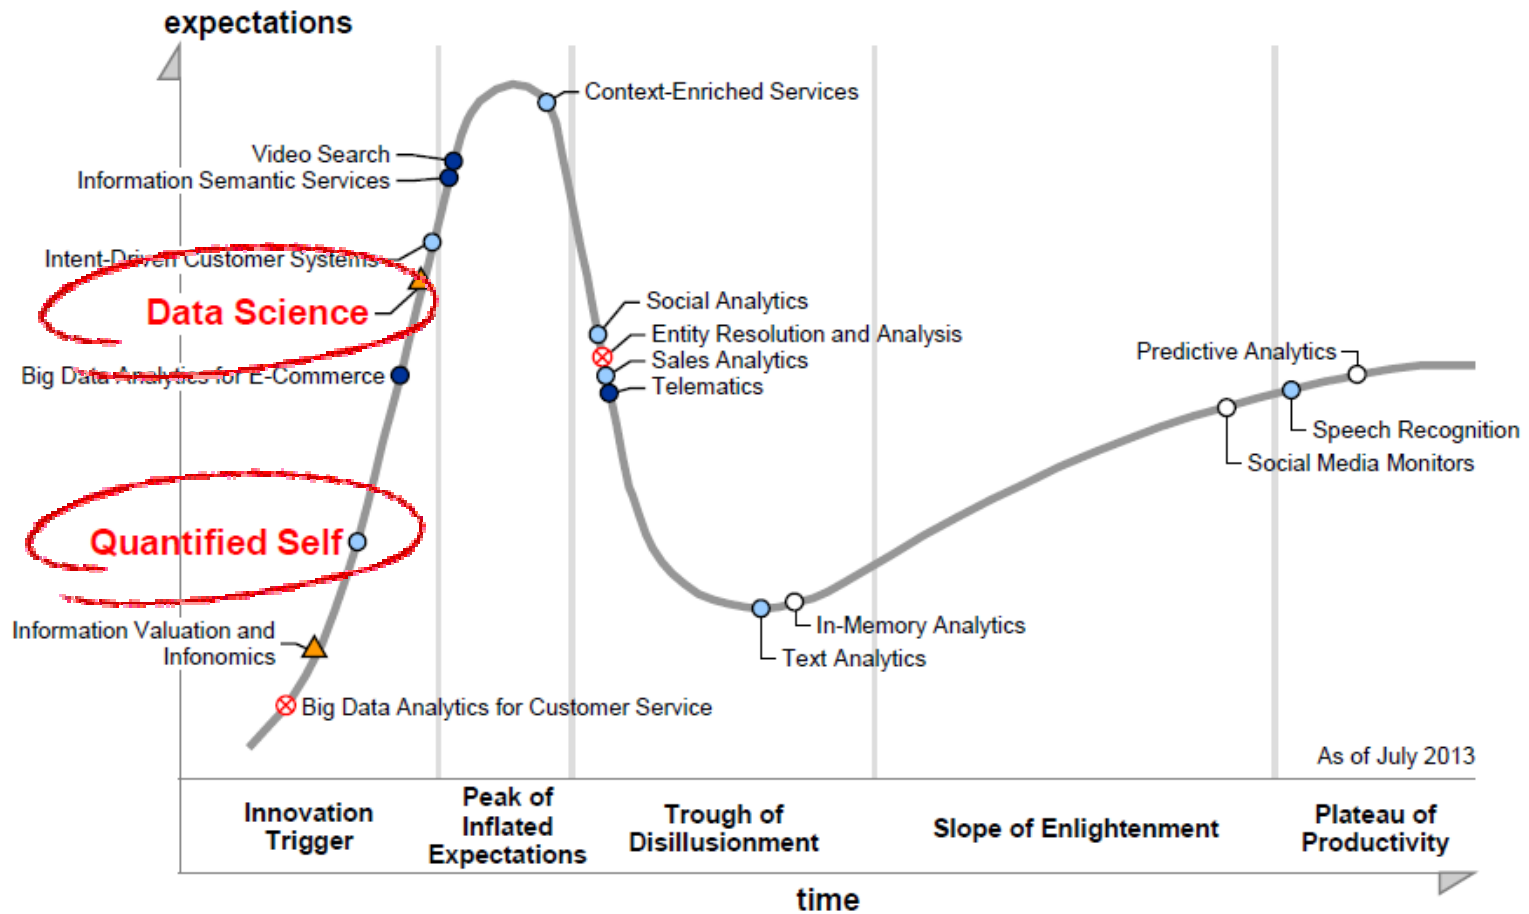 expectations
Context-Enriched Services
Video Search
Information Semantic Services
Intent-Driven Customer Systems
Data Science
Social Analytics
Entity Resolution and Analysis
Sales Analytics
Telematics
Predictive Analytics
Big Data Analytics for E-Commerce
Speech Recognition
Social Media Monitors
Quantified Self
Information Valuation and
Infonomics
In-Memory Analytics
Text Analytics
Big Data Analytics for Customer Service
As of July 2013
Innovation
Trigger
Peak of
Inflated
Expectations
Trough of
Disillusionment
Slope of Enlightenment
Plateau of
Productivity
time